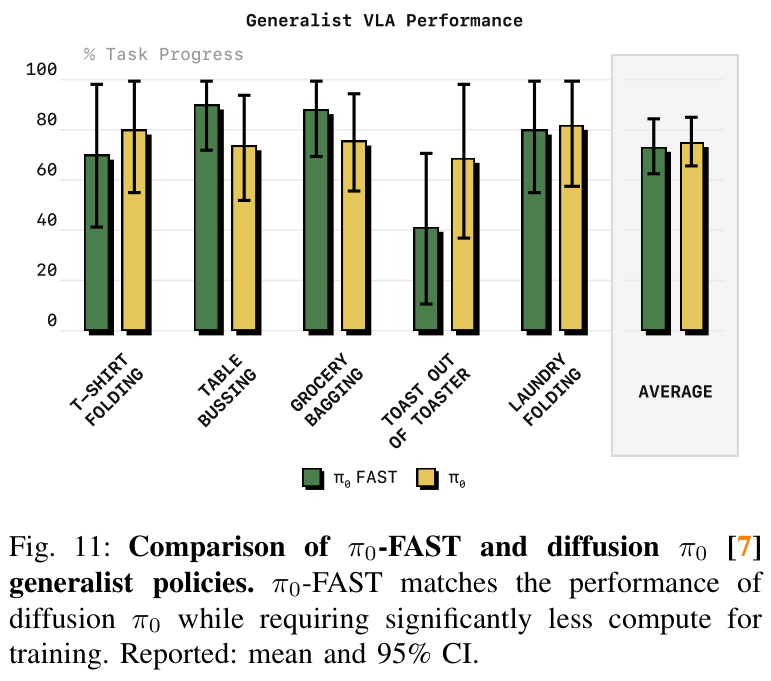 Generalist VLA Performance
% Task Progress
100
80
60
40
20
0
T-SHIRT
FOLDING
TABLE
BUSSING
GROCERY
BAGGING
TOAST OUT
OF TOASTER
LAUNDRY
FOLDING
AVERAGE
π₀ FAST π₀
Fig. 11: Comparison of π₀-FAST and diffusion π₀ [7]
generalist policies. π₀-FAST matches the performance of
diffusion π₀ while requiring significantly less compute for
training. Reported: mean and 95% CI.